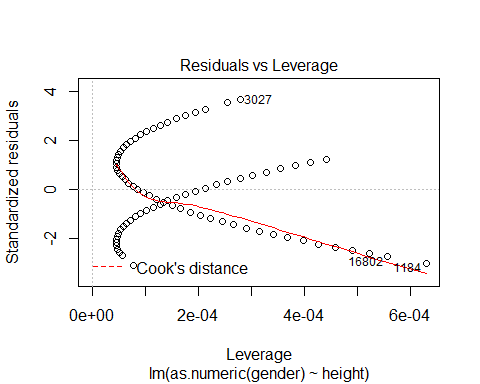 Residuals vs Leverage
Standardized residuals
4
2
0
-2
3027
16802
1184
Cook's distance
0e+00
2e-04
4e-04
6e-04
Leverage
lm(as.numeric(gender) ~ height)